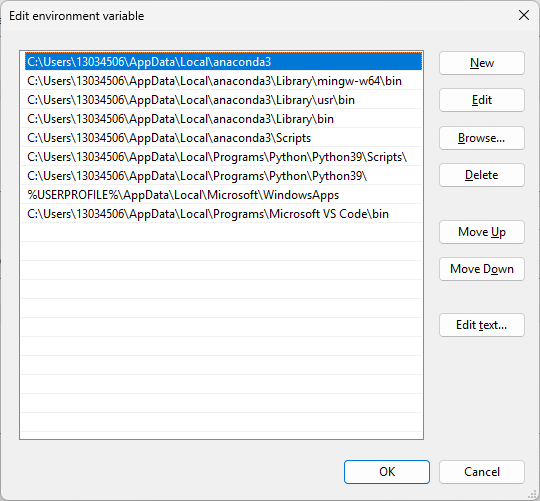 Edit environment variable
C:\Users\13034506\AppData\Local\anaconda3
C:\Users\13034506\AppData\Local\anaconda3\Library\mingw-w64\bin
C:\Users\13034506\AppData\Local\anaconda3\Library\usr\bin
C:\Users\13034506\AppData\Local\anaconda3\Library\bin
C:\Users\13034506\AppData\Local\anaconda3\Scripts
C:\Users\13034506\AppData\Local\Programs\Python\Python39\Scripts\
C:\Users\13034506\AppData\Local\Programs\Python\Python39\
%USERPROFILE%\AppData\Local\Microsoft\WindowsApps
C:\Users\13034506\AppData\Local\Programs\Microsoft VS Code\bin
New
Edit
Browse...
Delete
Move Up
Move Down
Edit text...
OK
Cancel